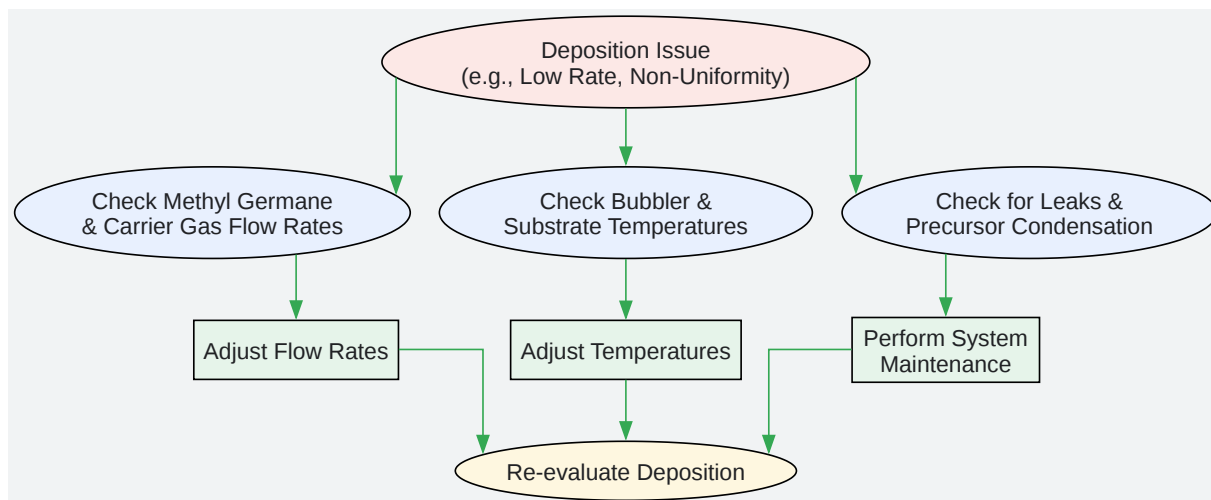 Deposition Issue
(e.g., Low Rate, Non-Uniformity)
Check Methyl Germane
& Carrier Gas Flow Rates
Check Bubbler &
Substrate Temperatures
Check for Leaks &
Precursor Condensation
Adjust Flow Rates
Adjust Temperatures
Perform System
Maintenance
Re-evaluate Deposition